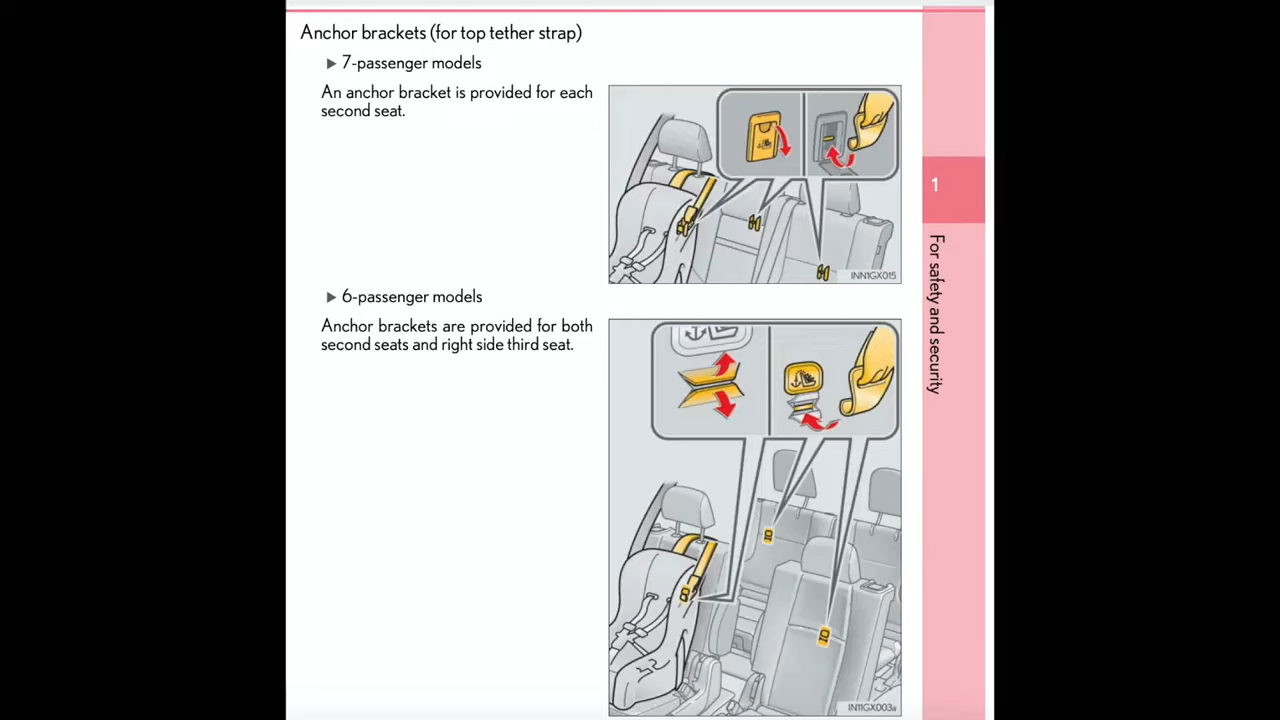 Anchor brackets (for top tether strap)
▶ 7-passenger models
An anchor bracket is provided for each
second seat.
INN1GX015
▶ 6-passenger models
Anchor brackets are provided for both
second seats and right side third seat.
IN11GX003a
1
For safety and security